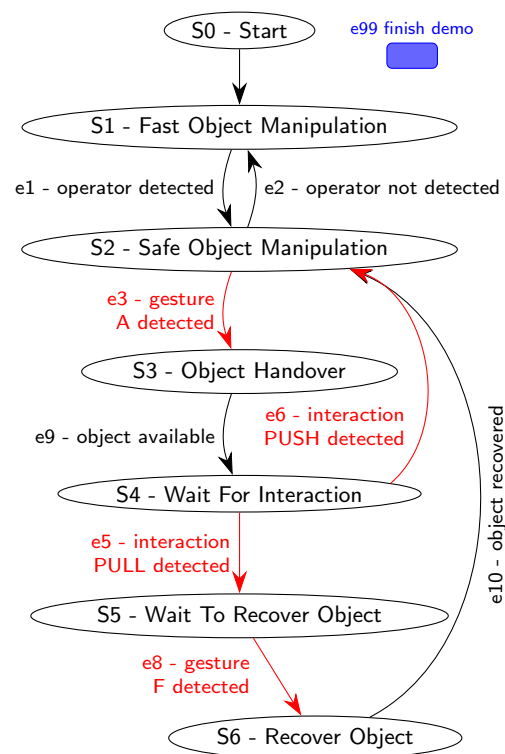 S0 - Start
e99 finish demo
S1 - Fast Object Manipulation
e1 - operator detected
e2 - operator not detected
S2 - Safe Object Manipulation
e3 - gesture
A detected
S3 - Object Handover
e6 - interaction
PUSH detected
e9 - object available
S4 - Wait For Interaction
e10 - object recovered
e5 - interaction
PULL detected
S5 - Wait To Recover Object
e8 - gesture
F detected
S6 - Recover Object